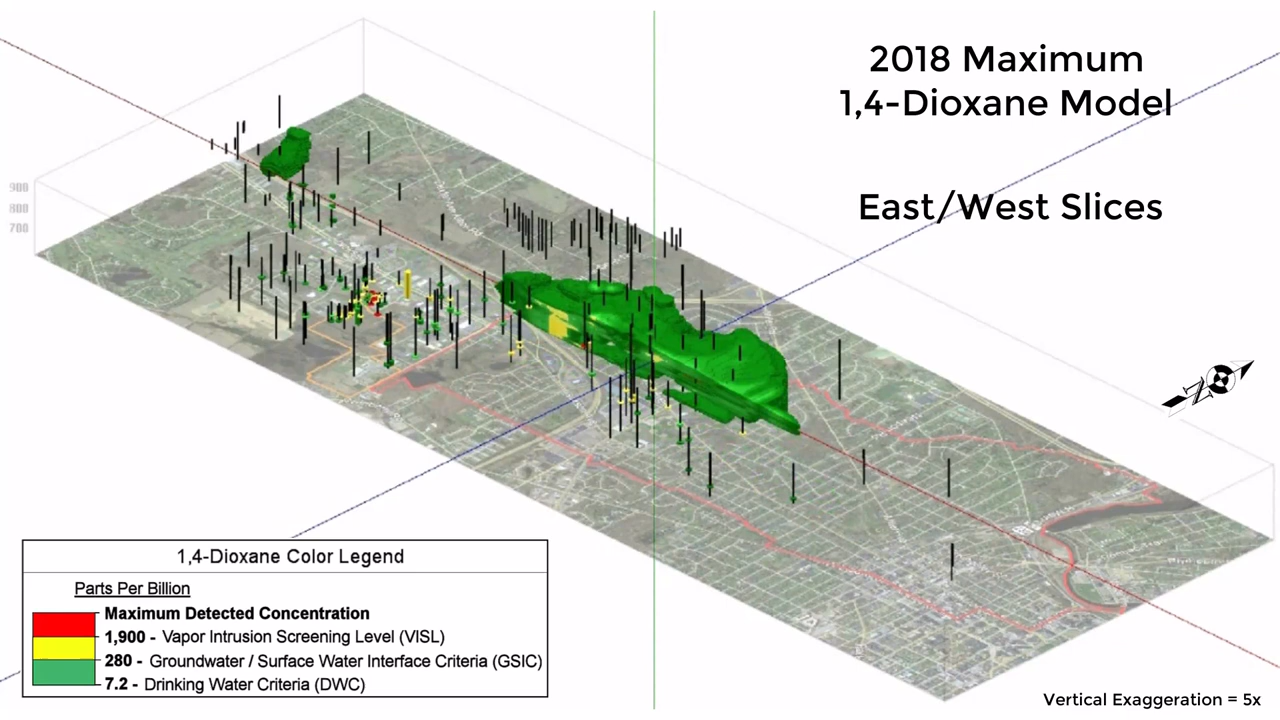 2018 Maximum
1,4-Dioxane Model
East/West Slices
900
800
700
N
1,4-Dioxane Color Legend
Parts Per Billion
Maximum Detected Concentration
1,900 - Vapor Intrusion Screening Level (VISL)
280 - Groundwater / Surface Water Interface Criteria (GSIC)
7.2 - Drinking Water Criteria (DWC)
Vertical Exaggeration = 5x